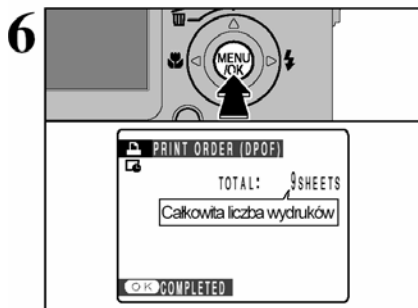 6
MENU
/OK
PRINT ORDER (DPOF)
TOTAL: 9SHEETS
Całkowita liczba wydruków
OK COMPLETED